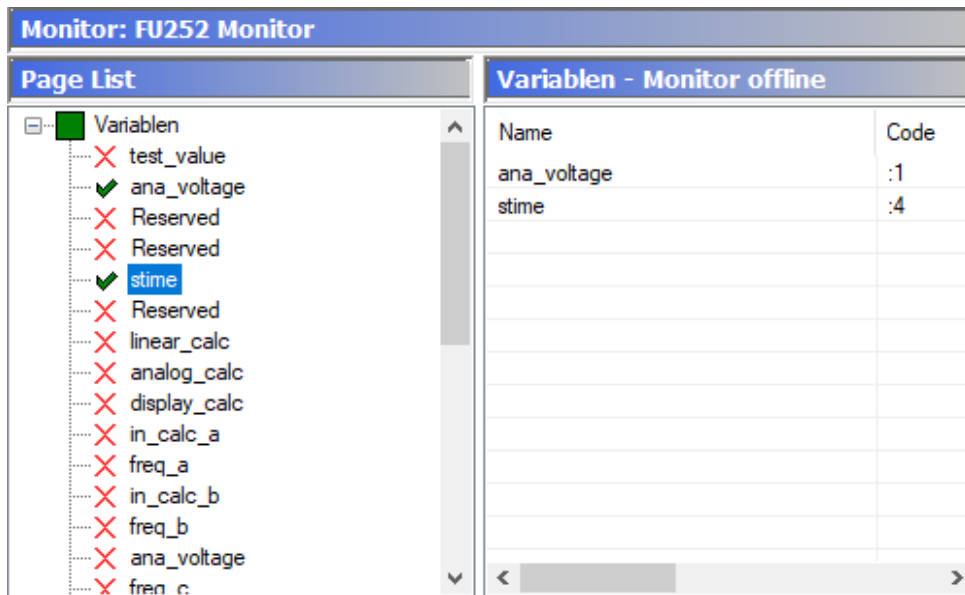 Monitor: FU252 Monitor
Page List
Variablen
test_value
ana_voltage
Reserved
Reserved
stime
Reserved
linear_calc
analog_calc
display_calc
in_calc_a
freq_a
in_calc_b
freq_b
ana_voltage
freq_c
Variablen - Monitor offline
Name Code
ana_voltage :1
stime :4